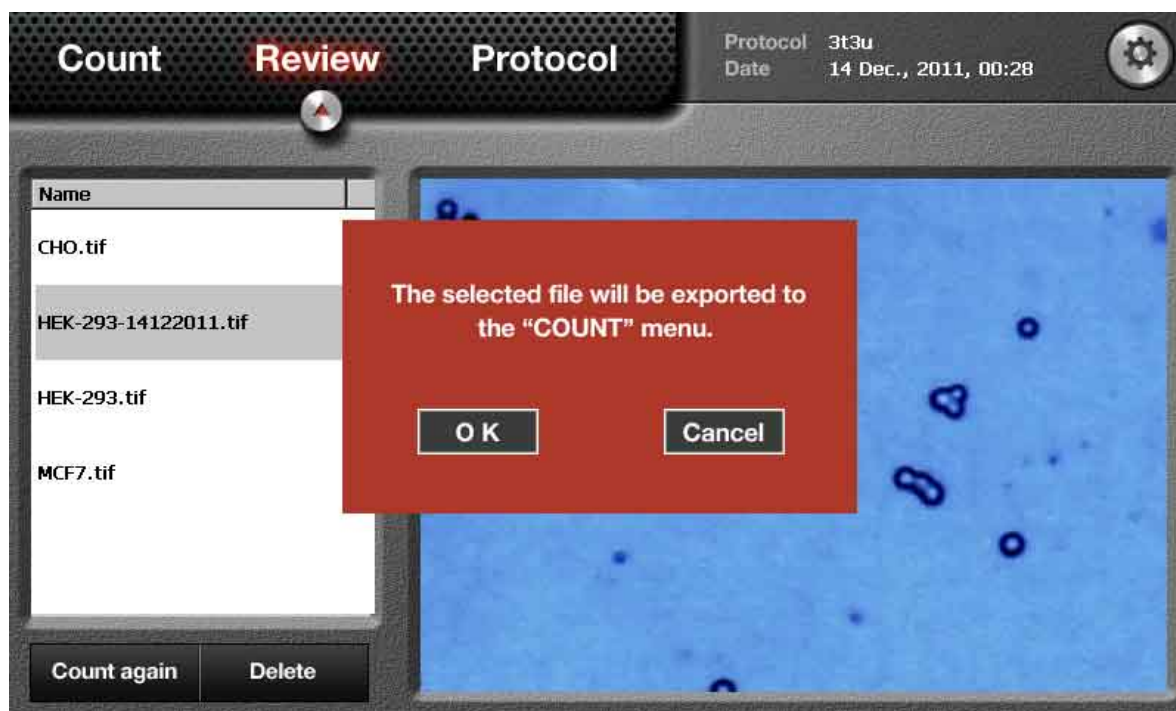 Count Review Protocol
Protocol 3t3u
Date 14 Dec., 2011, 00:28
Name
CHO.tif
HEK-293-14122011.tif
HEK-293.tif
MCF7.tif
The selected file will be exported to
the “COUNT” menu.
O K Cancel
Count again Delete